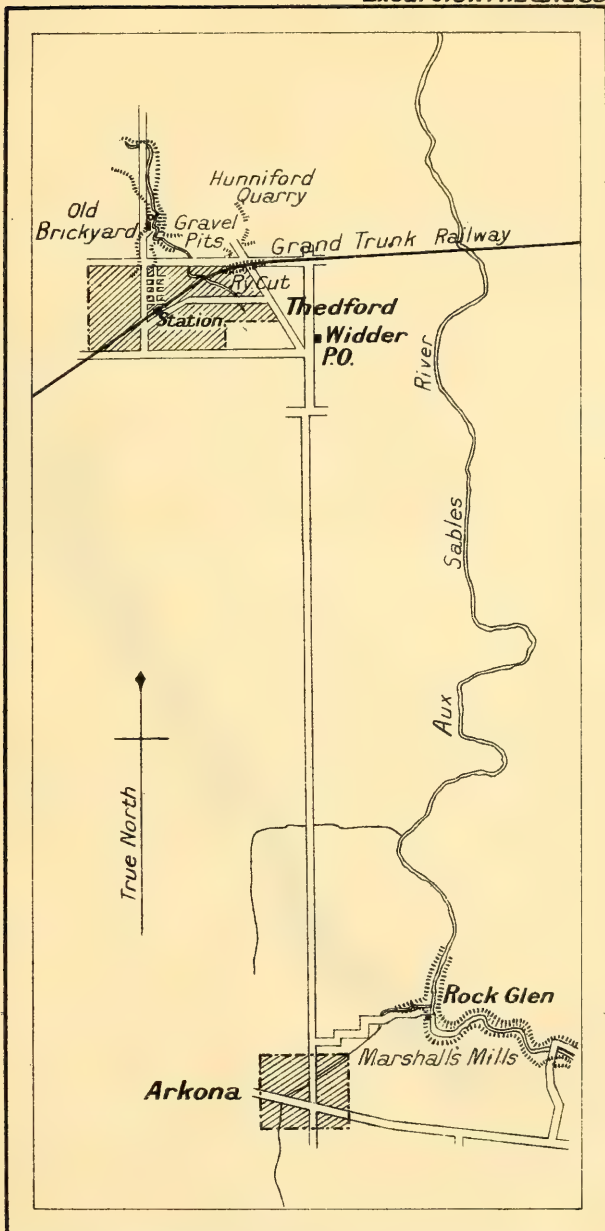 Hunniford
Quarry
Old
Brickyard
Gravel
Pits
Grand Trunk Railway
Ry Cut
Thedford
Station
Widder
P.O.
River
Sables
Aux
True North
Rock Glen
Marshalls Mills
Arkona